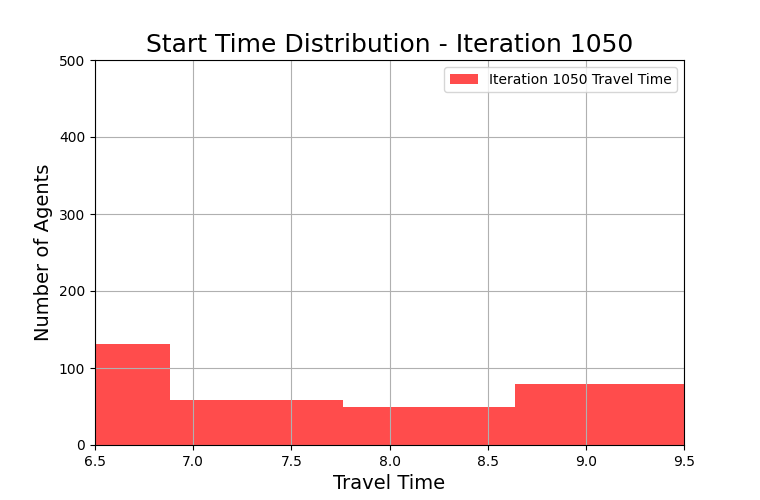 Start Time Distribution - Iteration 1050
500
400
300
200
100
0
Number of Agents
Iteration 1050 Travel Time
6.5 7.0 7.5 8.0 8.5 9.0 9.5
Travel Time